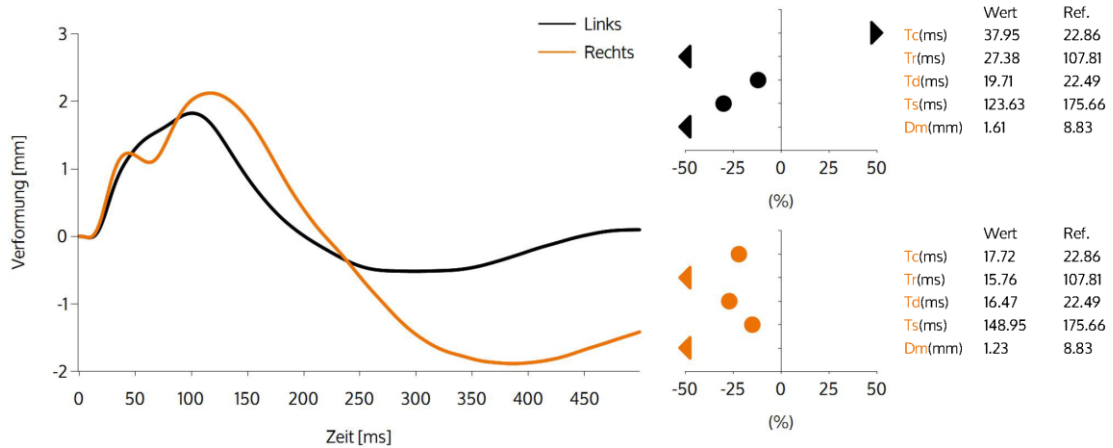 3
2
1
0
-1
-2
Verformung [mm]
0 50 100 150 200 250 300 350 400 450
Zeit [ms]
Links
Rechts
-50 -25 0 25 50
(%)
Wert Ref.
Tc(ms) 37.95 22.86
Tr(ms) 27.38 107.81
Td(ms) 19.71 22.49
Ts(ms) 123.63 175.66
Dm(mm) 1.61 8.83
-50 -25 0 25 50
(%)
Wert Ref.
Tc(ms) 17.72 22.86
Tr(ms) 15.76 107.81
Td(ms) 16.47 22.49
Ts(ms) 148.95 175.66
Dm(mm) 1.23 8.83